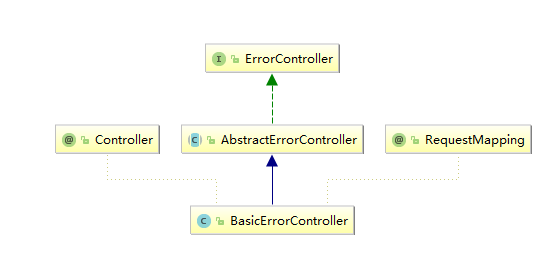 I ErrorController
@ Controller
C AbstractErrorController
@ RequestMapping
C BasicErrorController